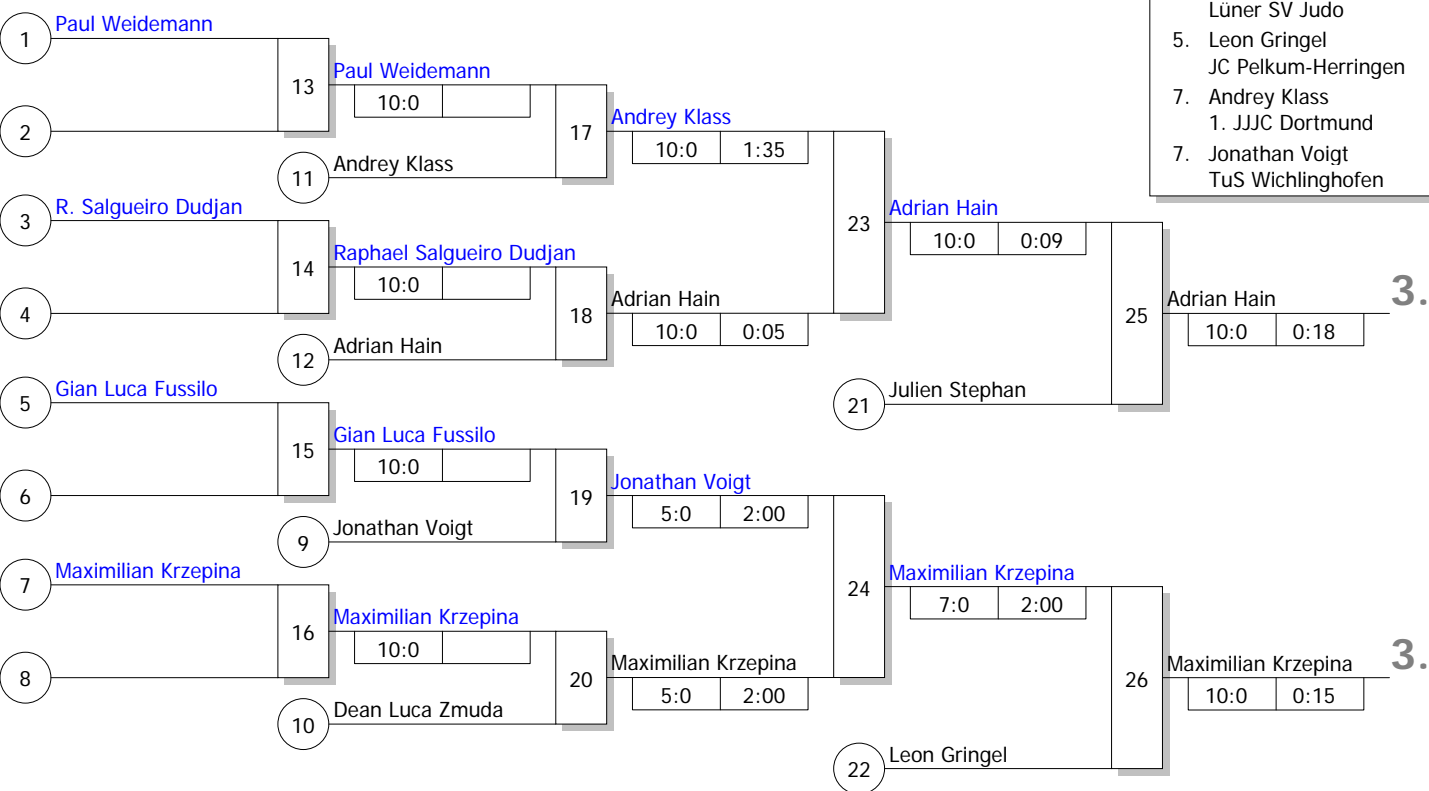 Lüner SV Judo
5. Leon Gringel
JC Pelkum-Herringen
7. Andrey Klass
1. JJJC Dortmund
7. Jonathan Voigt
TuS Wichlinghofen
1 Paul Weidemann
13 Paul Weidemann
10:0
2
17 Andrey Klass
10:0 1:35
11 Andrey Klass
3 R. Salgueiro Dudjan
23 Adrian Hain
10:0 0:09
14 Raphael Salgueiro Dudjan
10:0
4
18 Adrian Hain
10:0 0:05
12 Adrian Hain
25 Adrian Hain 3.
10:0 0:18
5 Gian Luca Fussilo
21 Julien Stephan
15 Gian Luca Fussilo
10:0
6
19 Jonathan Voigt
5:0 2:00
9 Jonathan Voigt
7 Maximilian Krzepina
24 Maximilian Krzepina
7:0 2:00
16 Maximilian Krzepina
10:0
8
20 Maximilian Krzepina
5:0 2:00
10 Dean Luca Zmuda
26 Maximilian Krzepina 3.
10:0 0:15
22 Leon Gringel